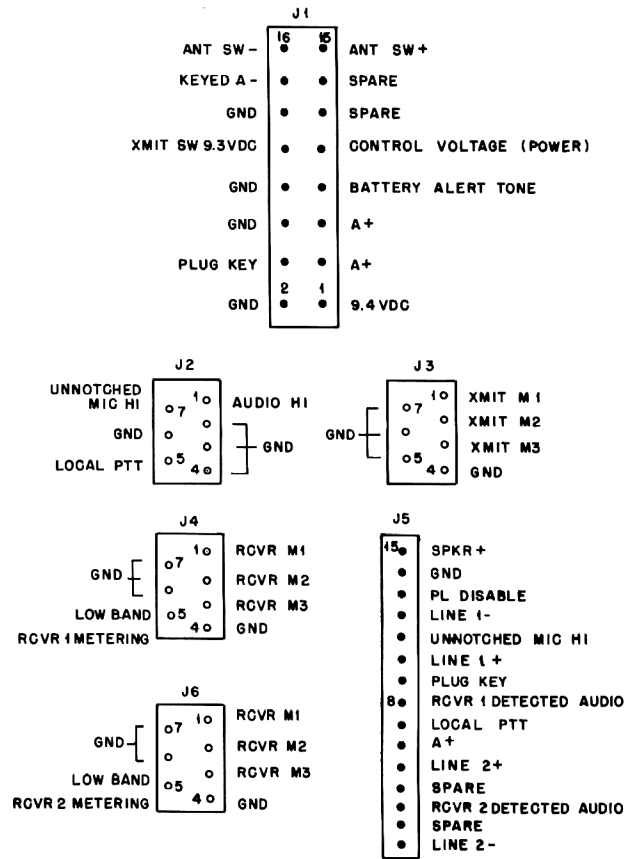 J1
16 15
ANT SW- ANT SW+
KEYED A- SPARE
GND SPARE
XMIT SW 9.3VDC CONTROL VOLTAGE (POWER)
GND BATTERY ALERT TONE
GND A+
PLUG KEY A+
2 1
GND 9.4VDC
J2
UNNOTCHED
MIC HI 7 1 AUDIO HI
GND GND
LOCAL PTT 5 4
J3
1 XMIT M1
7 XMIT M2
GND
XMIT M3
5 4 GND
J4
1 RCVR M1
7
GND RCVR M2
RCVR M3
LOW BAND 5
RCVR 1 METERING 4 GND
J5
15 SPKR+
GND
PL DISABLE
LINE 1-
UNNOTCHED MIC HI
LINE 1+
PLUG KEY
8 RCVR 1 DETECTED AUDIO
LOCAL PTT
A+
LINE 2+
SPARE
RCVR 2 DETECTED AUDIO
SPARE
LINE 2-
J6
1 RCVR M1
7
GND RCVR M2
RCVR M3
LOW BAND 5
RCVR 2 METERING 4 GND